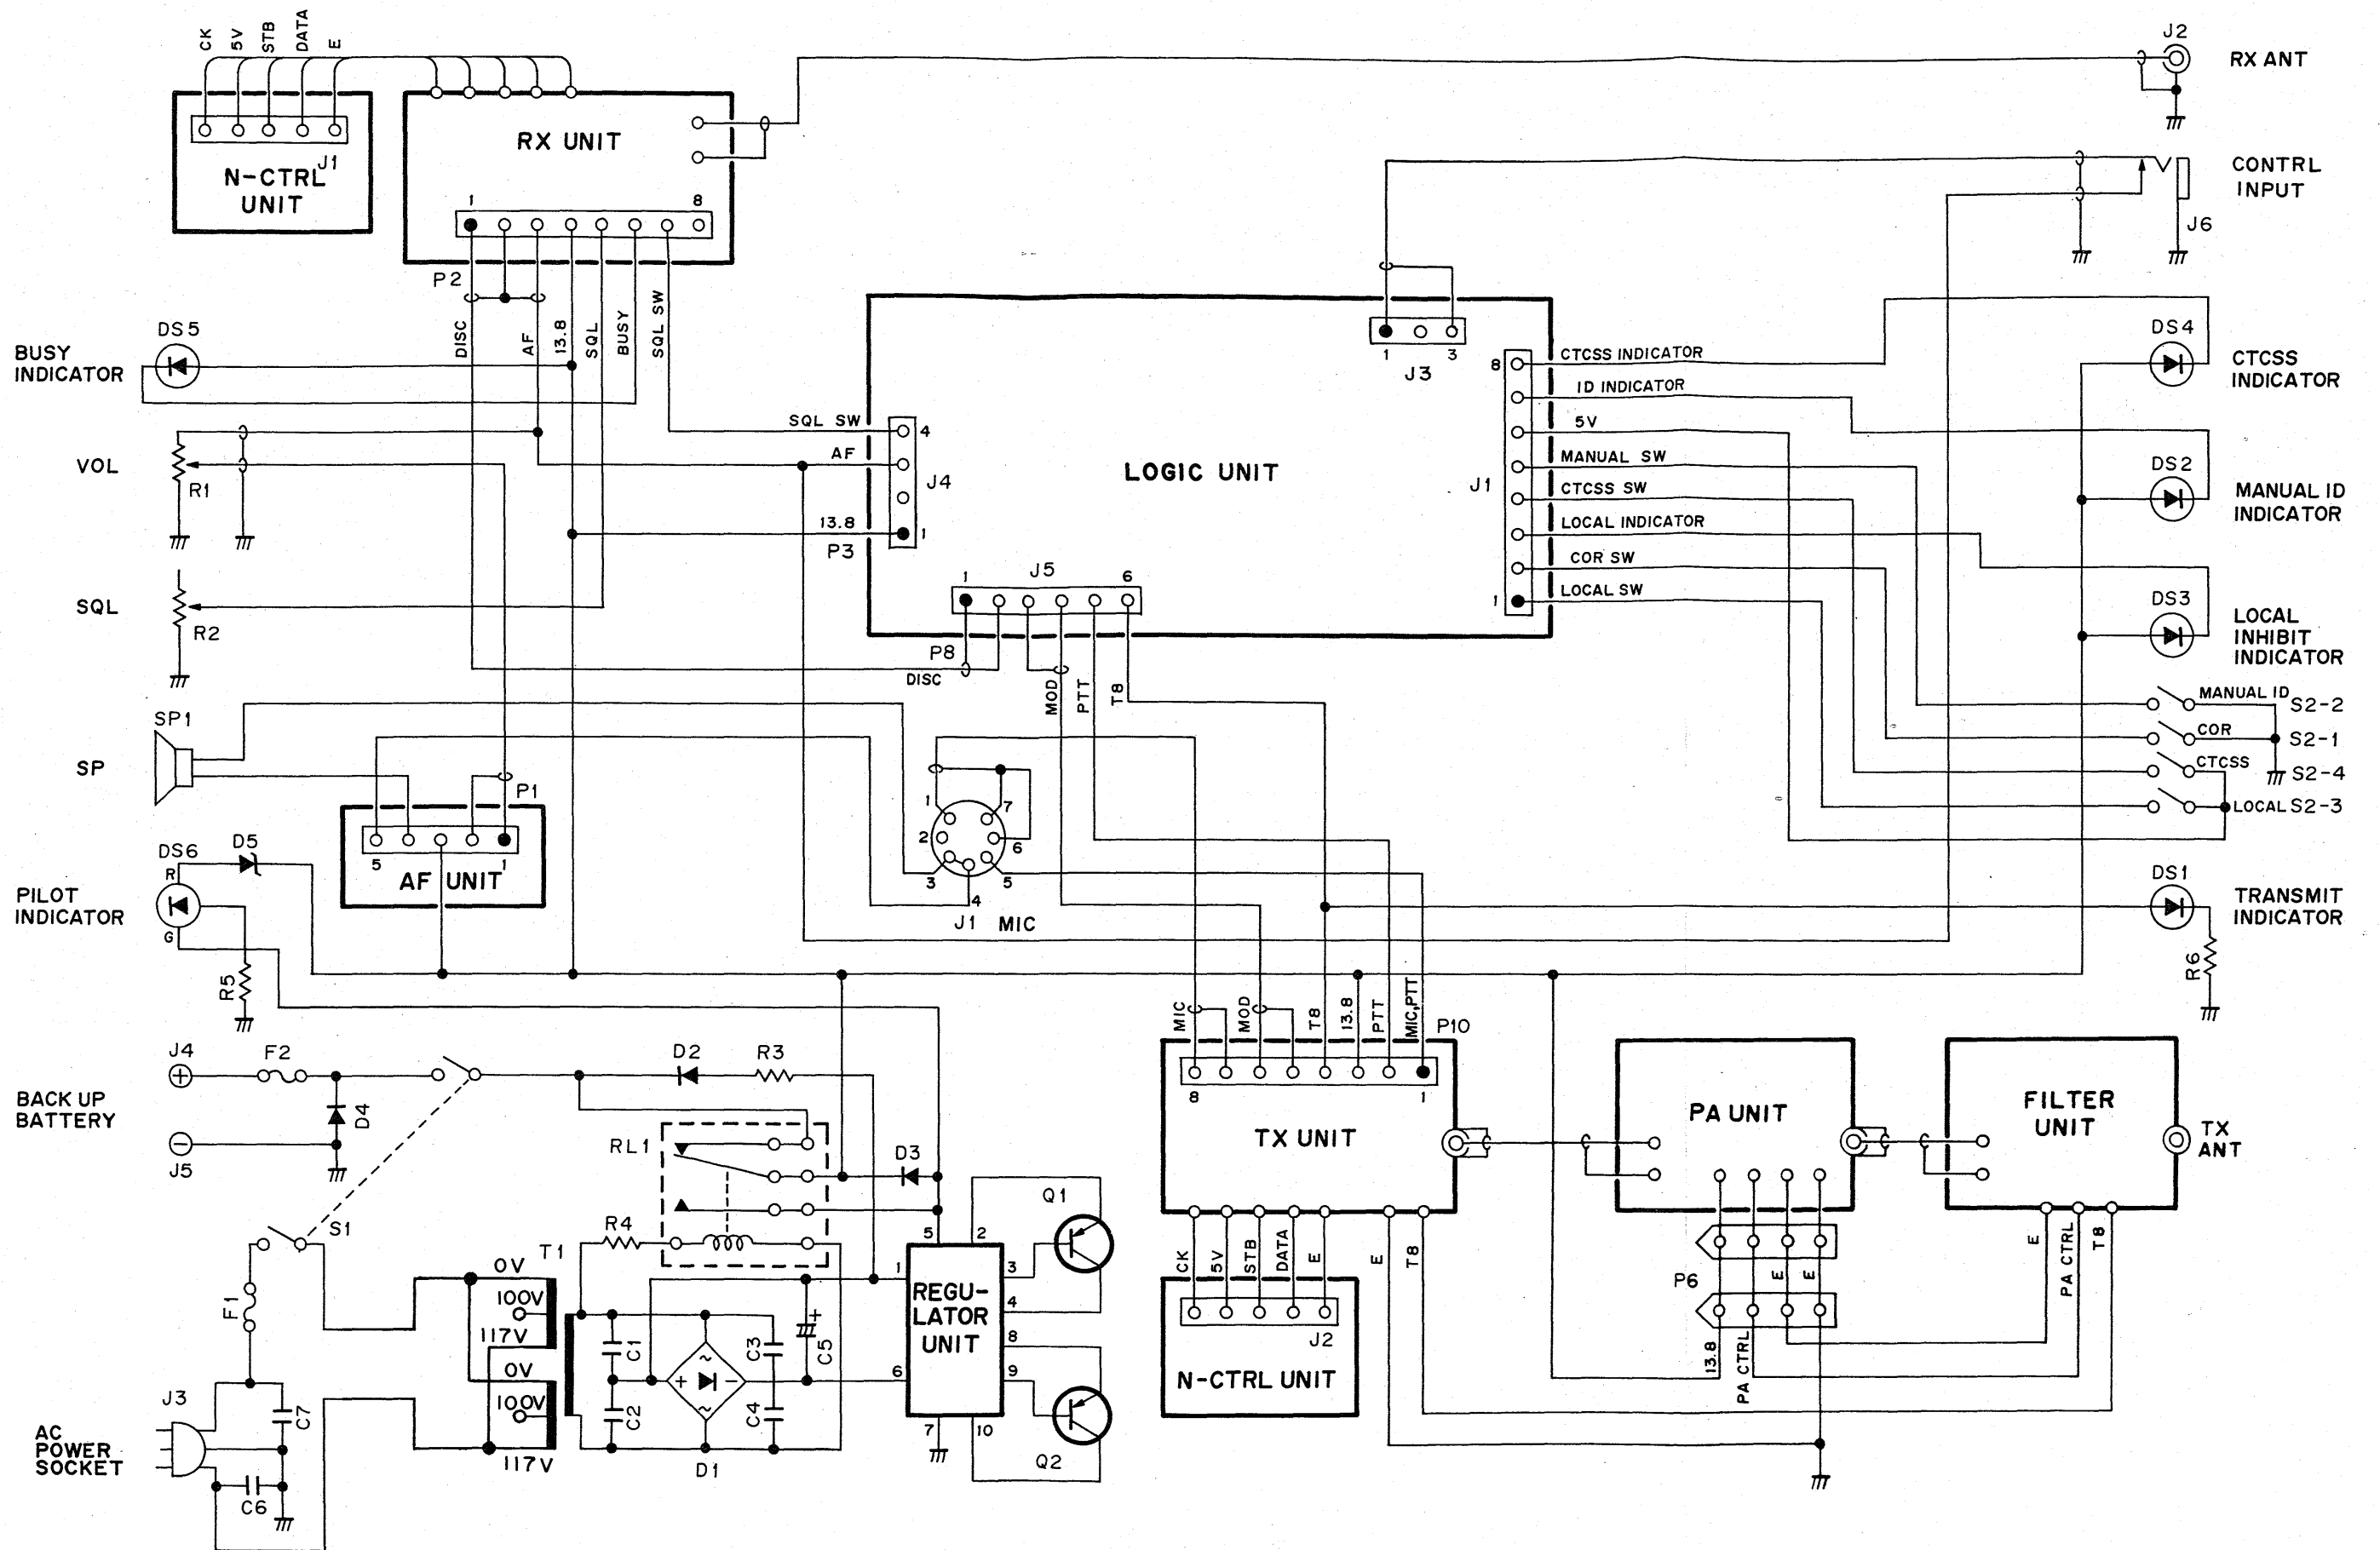 CK
5V
STB
DATA
E
J1
N-CTRL
UNIT
RX UNIT
1
8
P2
DISC
AF
13.8
SQL
BUSY
SQL SW
J2
RX ANT
CONTRL
INPUT
J6
BUSY
INDICATOR
DS5
VOL
R1
SQL
R2
SQL SW
4
AF
J4
13.8
1
P3
LOGIC UNIT
1
3
J3
8
J1
1
CTCSS INDICATOR
ID INDICATOR
5V
MANUAL SW
CTCSS SW
LOCAL INDICATOR
COR SW
LOCAL SW
DS4
CTCSS
INDICATOR
DS2
MANUAL ID
INDICATOR
DS3
LOCAL
INHIBIT
INDICATOR
MANUAL ID
S2-2
COR
S2-1
CTCSS
S2-4
LOCAL
S2-3
1
J5
6
P8
DISC
MOD
PTT
T8
SP1
SP
P1
5
1
AF UNIT
1
7
2
6
3
5
4
J1
MIC
DS6
R
G
D5
PILOT
INDICATOR
R5
DS1
TRANSMIT
INDICATOR
R6
MIC
MOD
T8
13.8
PTT
MIC,PTT
P10
8
1
TX UNIT
PA UNIT
FILTER
UNIT
TX
ANT
J4
F2
BACK UP
BATTERY
D4
J5
D2
R3
RL1
D3
R4
S1
F1
T1
0V
100V
117V
0V
100V
117V
C1
C2
C3
C4
C5
+
~
+
-
~
D1
5
2
1
3
4
8
6
9
7
10
REGU-
LATOR
UNIT
Q1
Q2
J3
AC
POWER
SOCKET
C7
C6
CK
5V
STB
DATA
E
E
T8
J2
N-CTRL UNIT
P6
E
E
13.8
PA CTRL
E
PA CTRL
T8